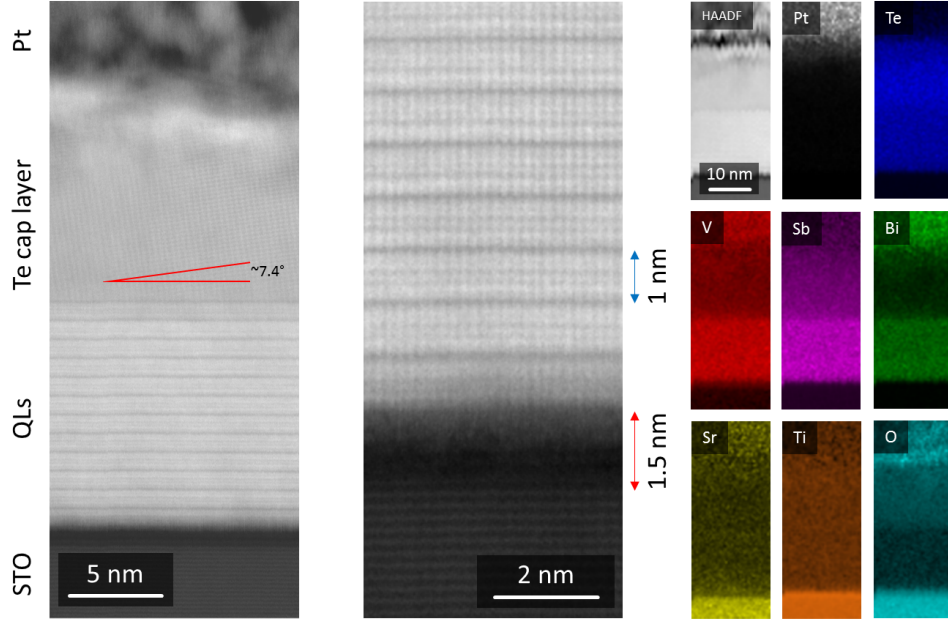 Pt
Te cap layer
QLs
STO
~7.4°
5 nm
1 nm
1.5 nm
2 nm
HAADF
Pt
Te
10 nm
V
Sb
Bi
Sr
Ti
O